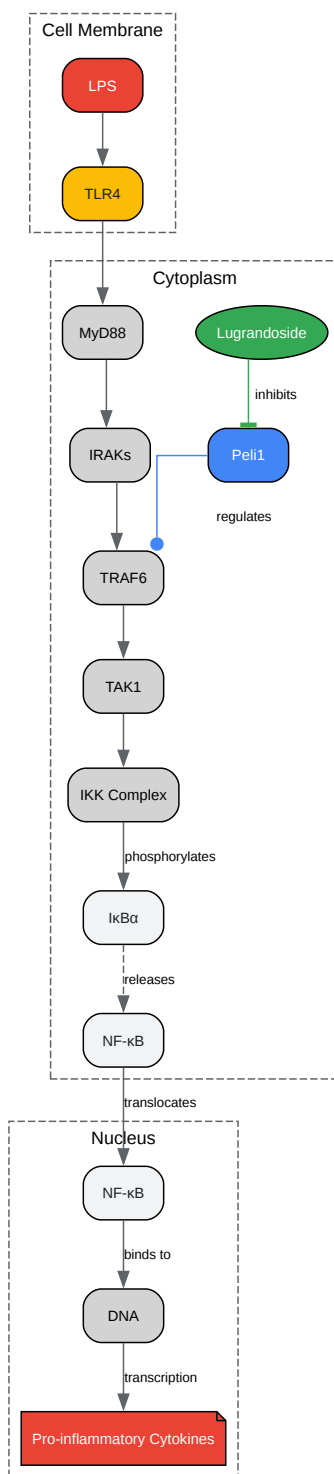 Cell Membrane
LPS
TLR4
Cytoplasm
MyD88
Lugrandoside
inhibits
IRAKs
Peli1
regulates
TRAF6
TAK1
IKK Complex
phosphorylates
IκBα
releases
NF-κB
translocates
Nucleus
NF-κB
binds to
DNA
transcription
Pro-inflammatory Cytokines